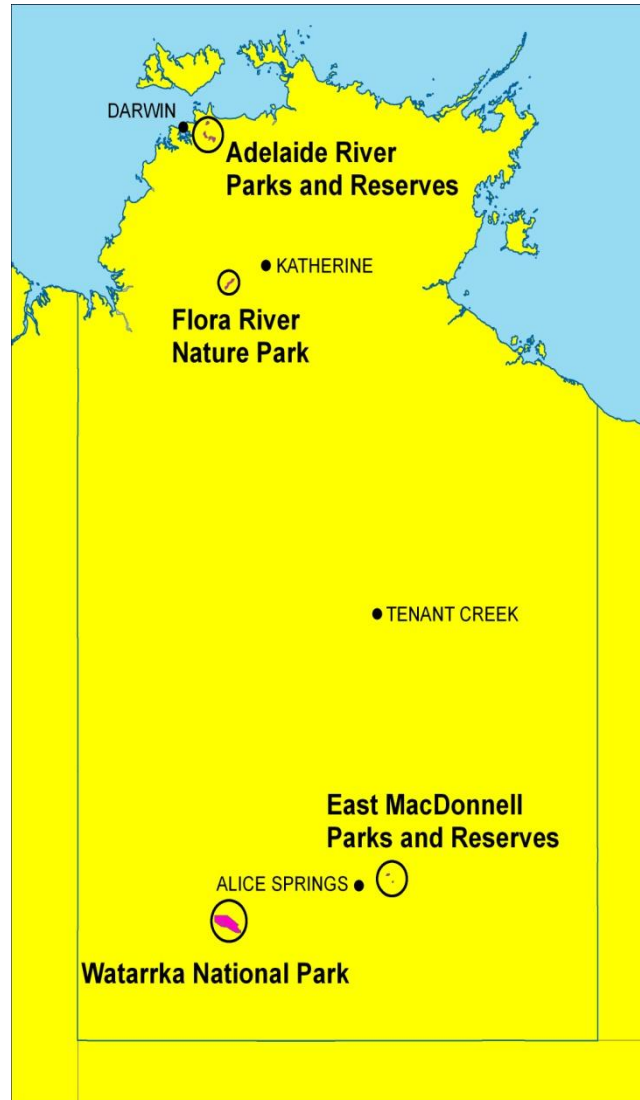 DARWIN
Adelaide River
Parks and Reserves
KATHERINE
Flora River
Nature Park
TENANT CREEK
East MacDonnell
Parks and Reserves
ALICE SPRINGS
Watarrka National Park